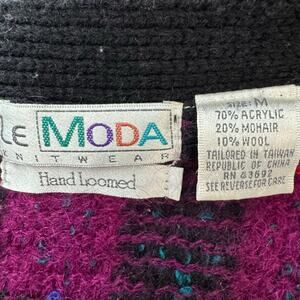 LE MODA
KNITWEAR
Hand Loomed
SIZE: M
70% ACRYLIC
20% MOHAIR
10% WOOL
TAILORED IN TAIWAN
REPUBLIC OF CHINA
RN 43692
SEE REVERSE FOR CARE